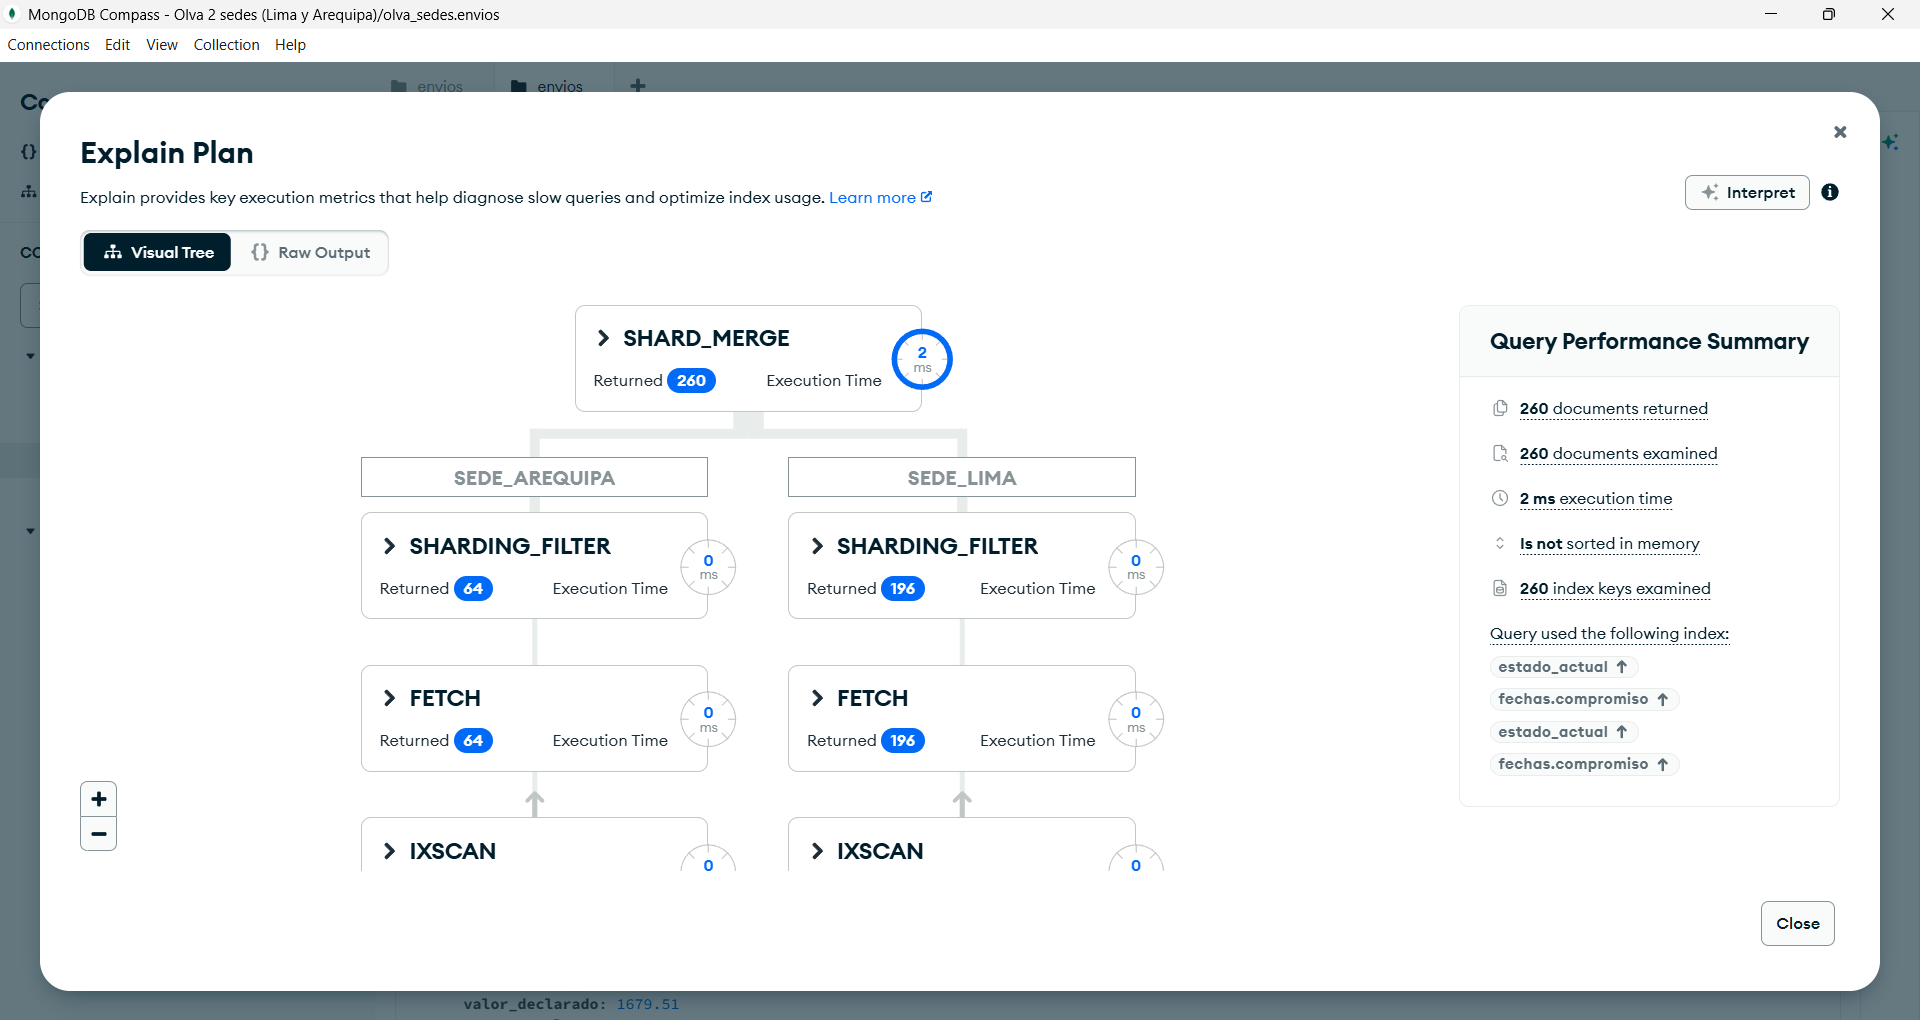 MongoDB Compass - Olva 2 sedes (Lima y Arequipa)/olva_sedes.envios
Connections Edit View Collection Help
envios
envios
Co
Explain Plan
Explain provides key execution metrics that help diagnose slow queries and optimize index usage. Learn more
Interpret
Visual Tree
{} Raw Output
SHARD_MERGE
Returned 260
Execution Time
2 ms
SEDE_AREQUIPA
SEDE_LIMA
SHARDING_FILTER
Returned 64
Execution Time
0 ms
SHARDING_FILTER
Returned 196
Execution Time
0 ms
FETCH
Returned 64
Execution Time
0 ms
FETCH
Returned 196
Execution Time
0 ms
IXSCAN
0
IXSCAN
0
Query Performance Summary
260 documents returned
260 documents examined
2 ms execution time
Is not sorted in memory
260 index keys examined
Query used the following index:
estado_actual ↑
fechas.compromiso ↑
estado_actual ↑
fechas.compromiso ↑
Close
valor_declarado: 1679.51